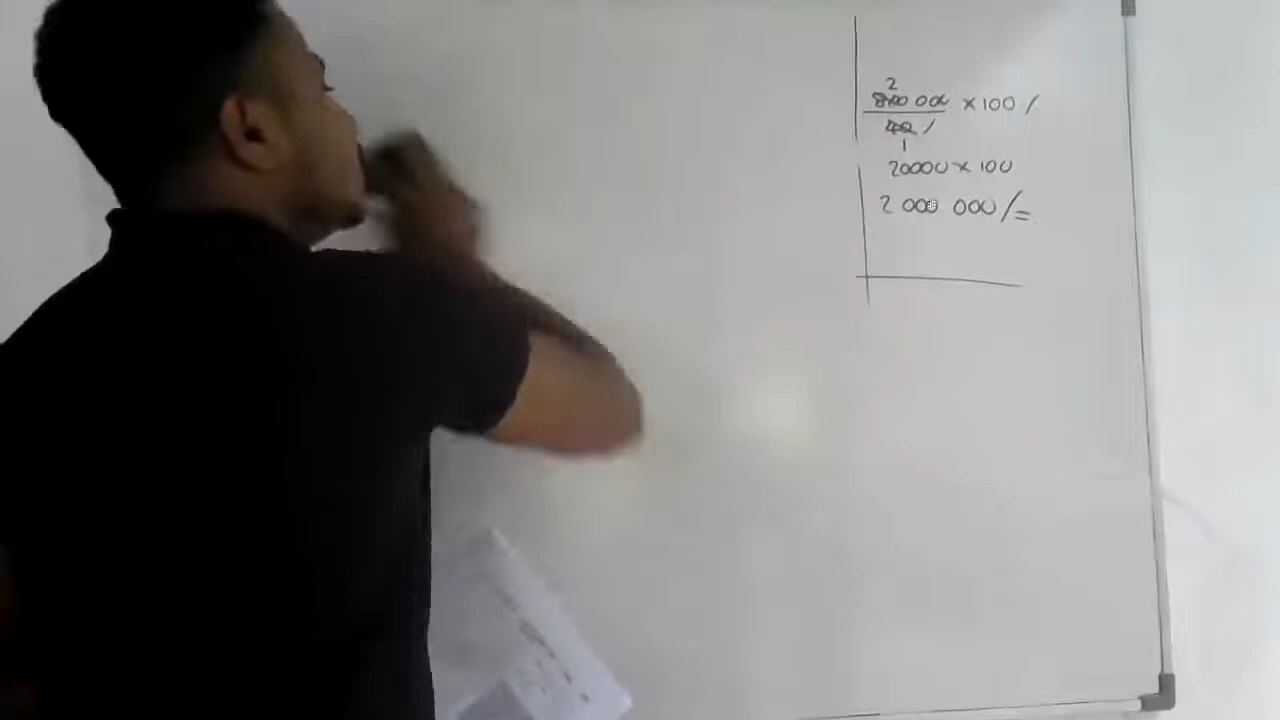 2
800 000 × 100 /
40 /
1
20000 × 100
2 000 000/=